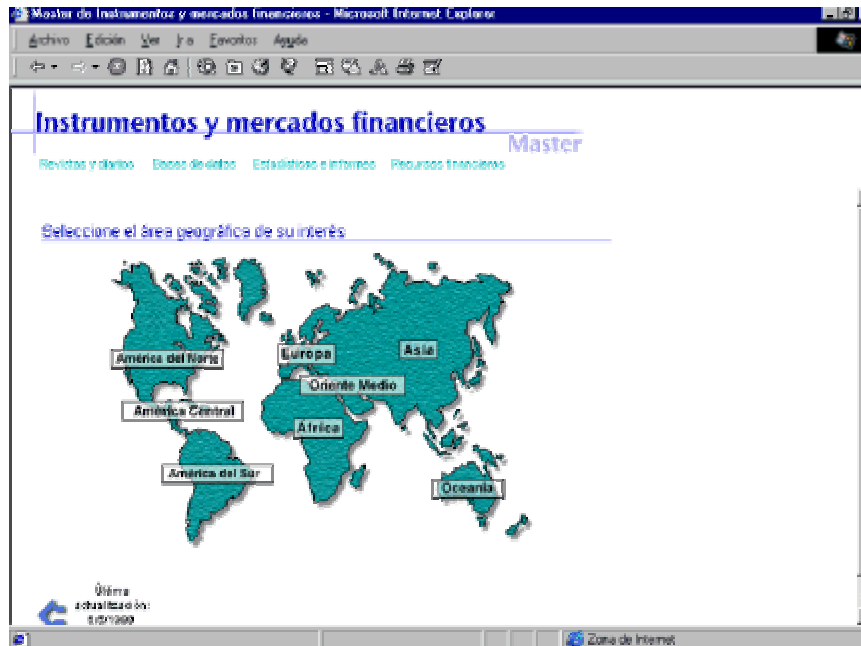 Master de Instrumentos y mercados financieros - Microsoft Internet Explorer
Archivo Edición Ver Ir a Favoritos Ayuda
Instrumentos y mercados financieros
Master
Revistas y diarios Bases de datos Estadísticas e informes Recursos financieros
Seleccione el área geográfica de su interés
América del Norte
Europa
Asia
Oriente Medio
América Central
África
América del Sur
Oceanía
Última
actualización:
Zona de Internet